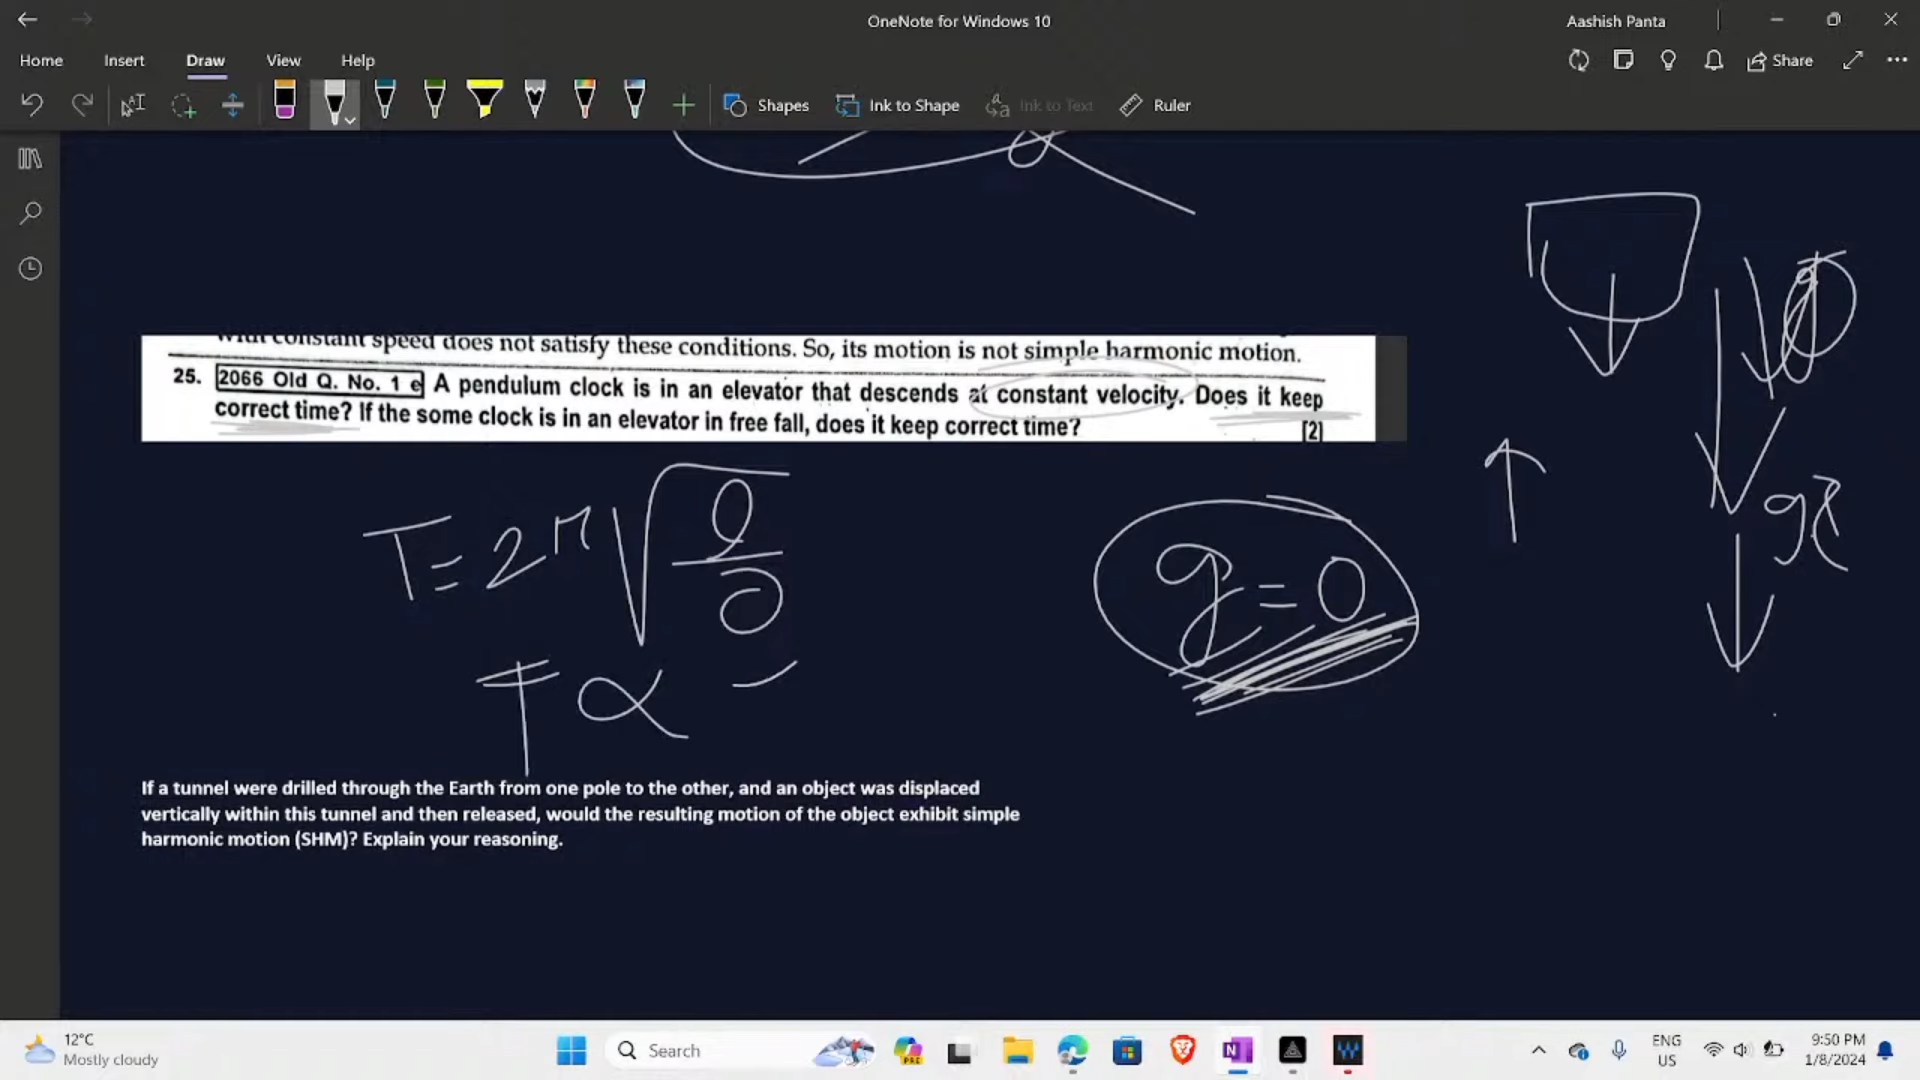 OneNote for Windows 10
Aashish Panta
Home Insert Draw View Help
Share
Shapes
Ink to Shape
Ink to Text
Ruler
with constant speed does not satisfy these conditions. So, its motion is not simple harmonic motion.
25. 2066 Old Q. No. 1 e A pendulum clock is in an elevator that descends at constant velocity. Does it keep
correct time? If the some clock is in an elevator in free fall, does it keep correct time?
[2]
T = 2π √l/0
g = 0
T ∝
If a tunnel were drilled through the Earth from one pole to the other, and an object was displaced
vertically within this tunnel and then released, would the resulting motion of the object exhibit simple
harmonic motion (SHM)? Explain your reasoning.
12°C
Mostly cloudy
Search
PRE
ENG
US
9:50 PM
1/8/2024